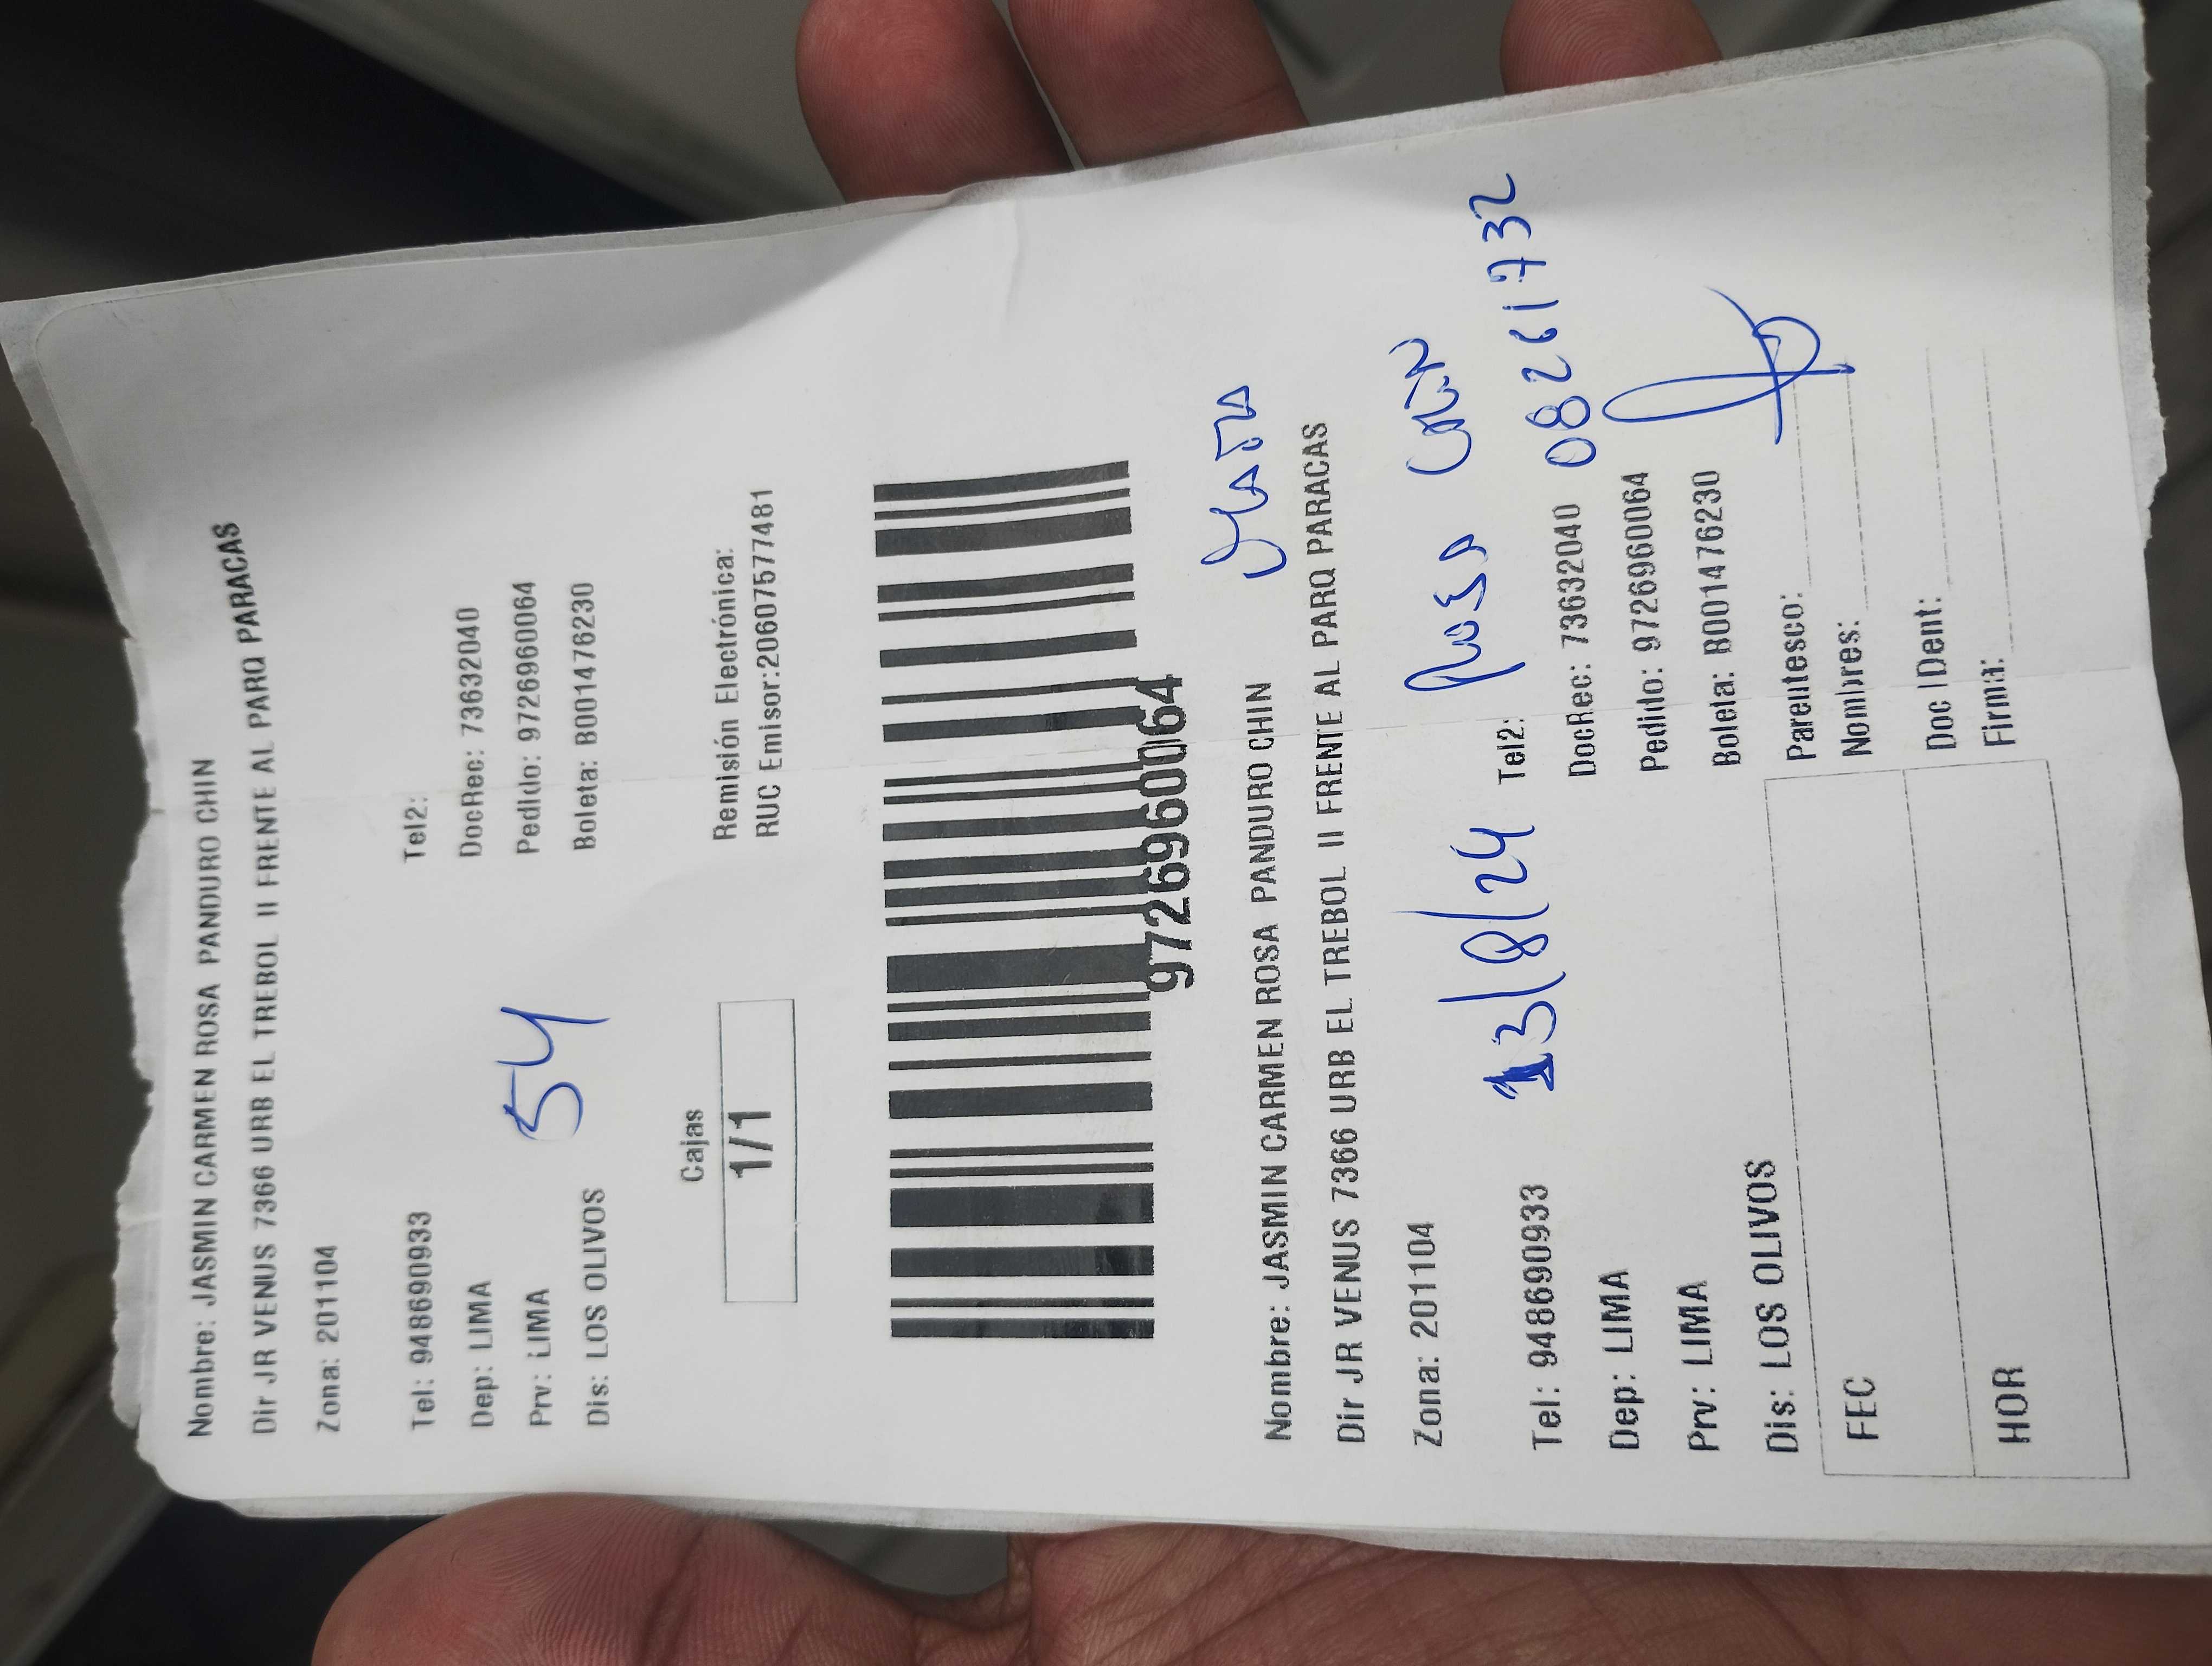 Nombre: JASMIN CARMEN ROSA PANDURO CHIN
Dir JR VENUS 7366 URB EL TREBOL II FRENTE AL PARQ PARACAS
Zona: 201104
Tel: 948690933 Tel2:
Dep: LIMA DocRec: 73632040
Prv: LIMA Pedido: 972696960064
Dis: LOS OLIVOS Boleta: B001476230
54
Cajas
1/1
Remisión Electrónica:
RUC Emisor:20607577481
972696960064
Nombre: JASMIN CARMEN ROSA PANDURO CHIN
Dir JR VENUS 7366 URB EL TREBOL II FRENTE AL PARQ PARACAS
Zona: 201104
13/8/24
Rosa
08261732
Tel: 948690933 Tel2:
Dep: LIMA DocRec: 73632040
Prv: LIMA Pedido: 972696960064
Dis: LOS OLIVOS Boleta: B001476230
FEC
HOR
Parentesco:
Nombres:
Doc Ident:
Firma: